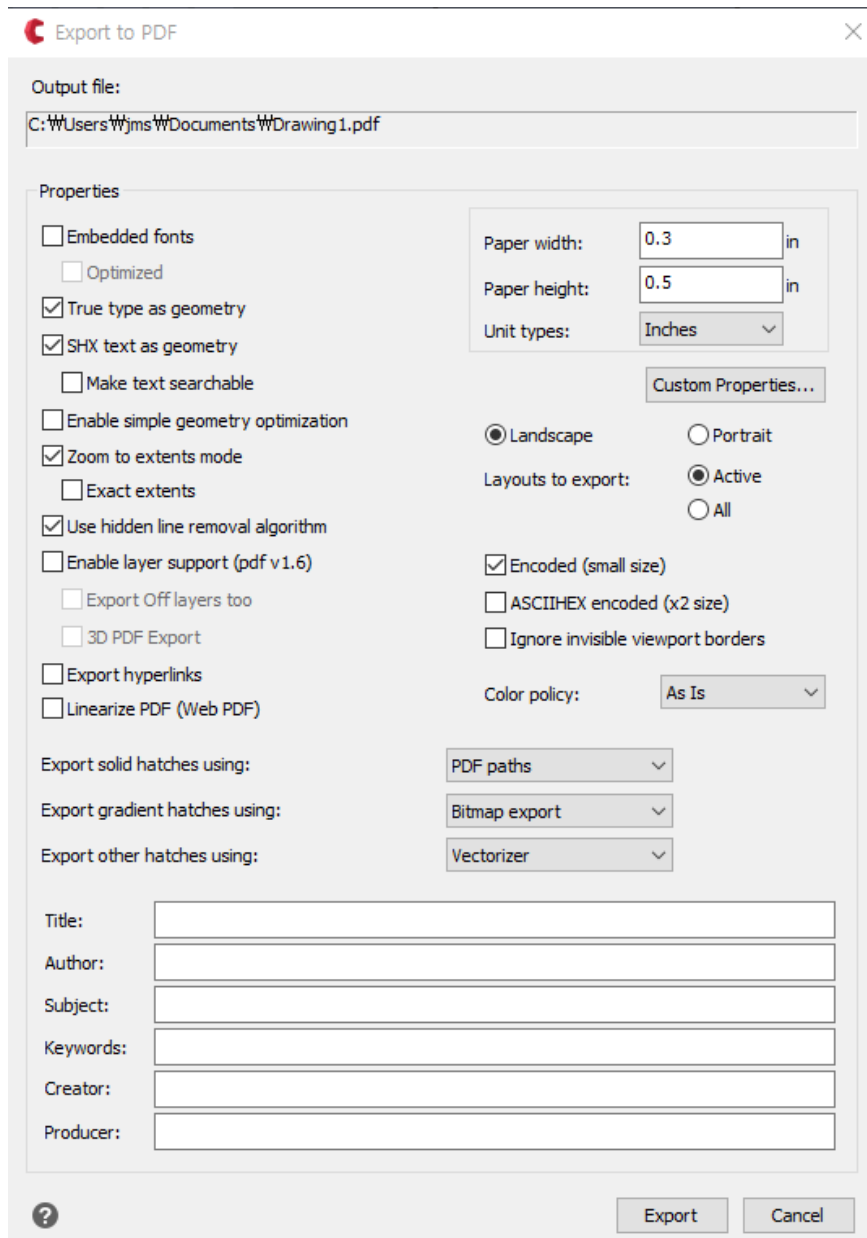 Export to PDF
Output file:
C:₩Users₩jms₩Documents₩Drawing1.pdf
Properties
Embedded fonts
Optimized
True type as geometry
SHX text as geometry
Make text searchable
Enable simple geometry optimization
Zoom to extents mode
Exact extents
Use hidden line removal algorithm
Enable layer support (pdf v1.6)
Export Off layers too
3D PDF Export
Export hyperlinks
Linearize PDF (Web PDF)
Paper width: 0.3 in
Paper height: 0.5 in
Unit types: Inches
Custom Properties...
Landscape Portrait
Layouts to export: Active
All
Encoded (small size)
ASCIIHEX encoded (x2 size)
Ignore invisible viewport borders
Color policy: As Is
Export solid hatches using: PDF paths
Export gradient hatches using: Bitmap export
Export other hatches using: Vectorizer
Title:
Author:
Subject:
Keywords:
Creator:
Producer:
? Export Cancel